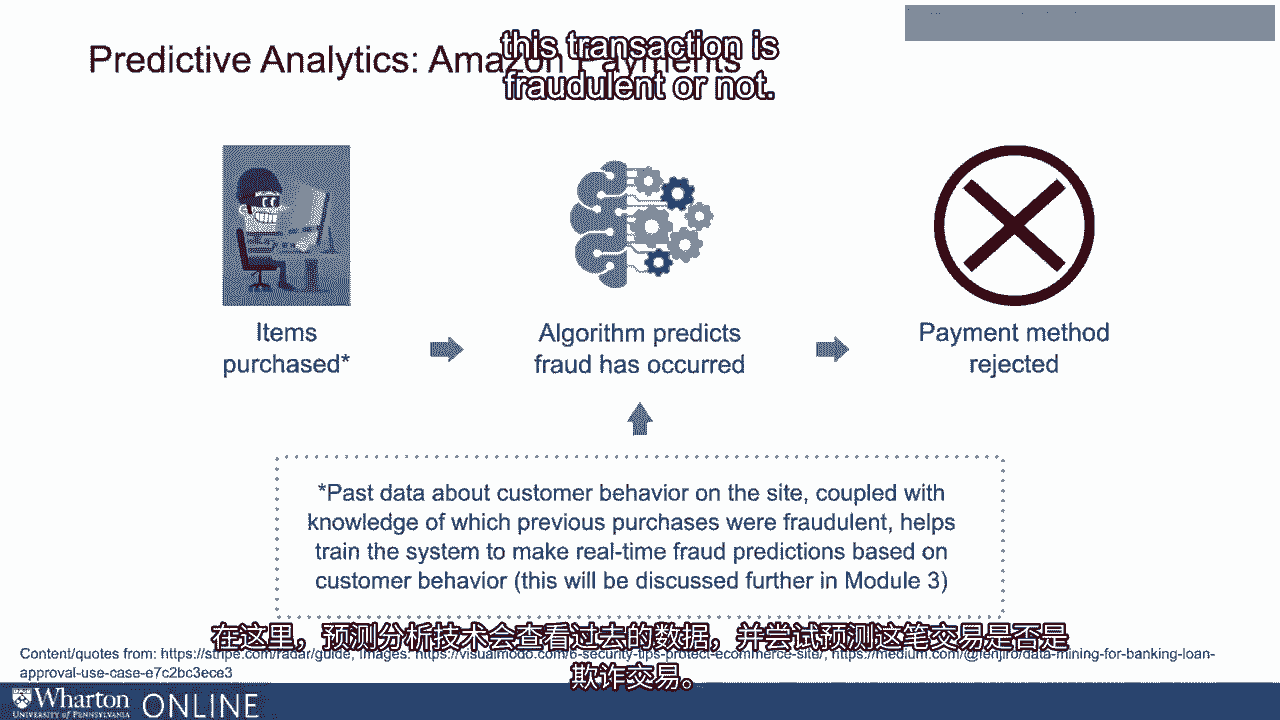 this transaction is
fraudulent or not.
Predictive Analytics: Amazon Payments
Items
purchased*
Algorithm predicts
fraud has occurred
Payment method
rejected
*Past data about customer behavior on the site, coupled with
knowledge of which previous purchases were fraudulent, helps
train the system to make real-time fraud predictions based on
customer behavior (this will be discussed further in Module 3)
在这里，预测分析技术会查看过去的数据，并尝试预测这笔交易是否是
欺诈交易。
Content/quotes from: https://stripe.com/radar/guide, Images: https://visualmodo.com/6-security-tips-protect-ecommerce-site/, https://medium.com/@fenjiro/data-mining-for-banking-loan-
approval-use-case-e7c2bc3ece3
Wharton ONLINE
UNIVERSITY of PENNSYLVANIA